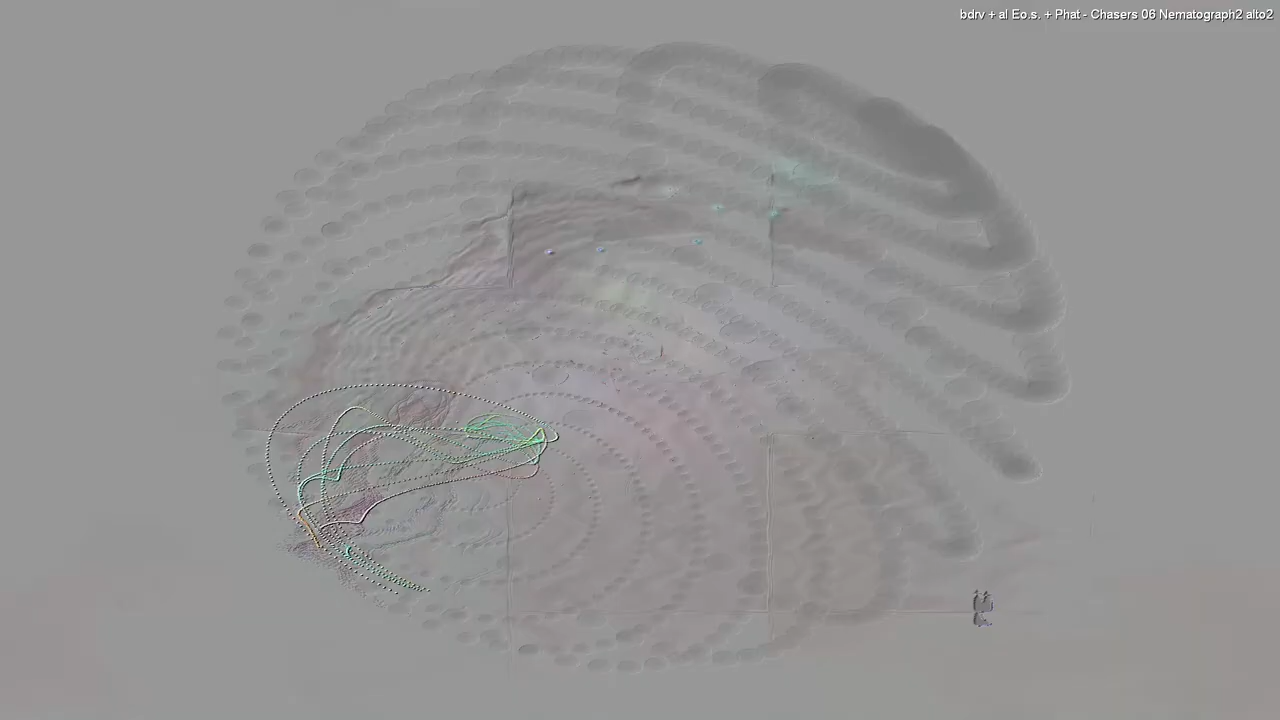 bdrv + al Eo.s. + Phat - Chasers 06 Nematograph2 alto2